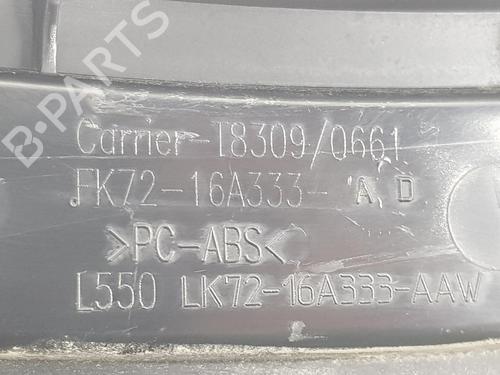 B-PARTS
Carrier-T8309/0661
FK72-16A333- A D
>PC-ABS<
L550 LK72-16A333-AAW